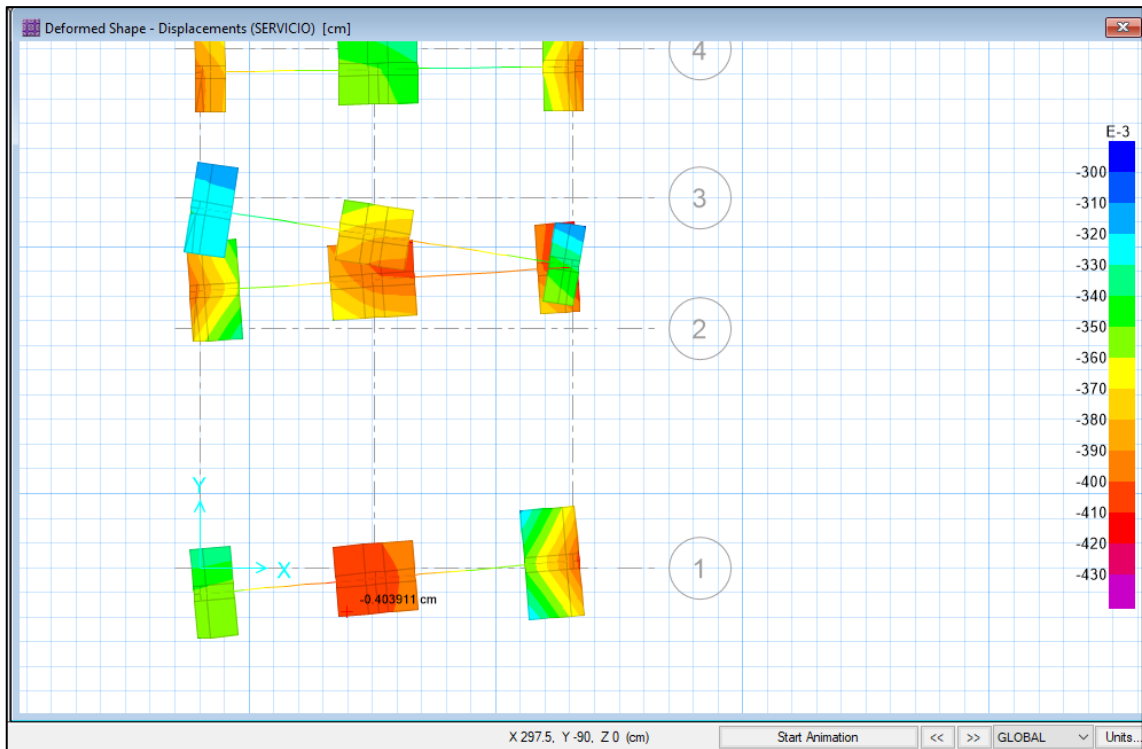 Deformed Shape - Displacements (SERVICIO) [cm]
4
E-3
-300
-310
-320
-330
-340
-350
-360
-370
-380
-390
-400
-410
-420
-430
3
2
Y
X
1
-0.403911 cm
X 297.5, Y -90, Z 0 (cm)
Start Animation
<<
>>
GLOBAL
Units...